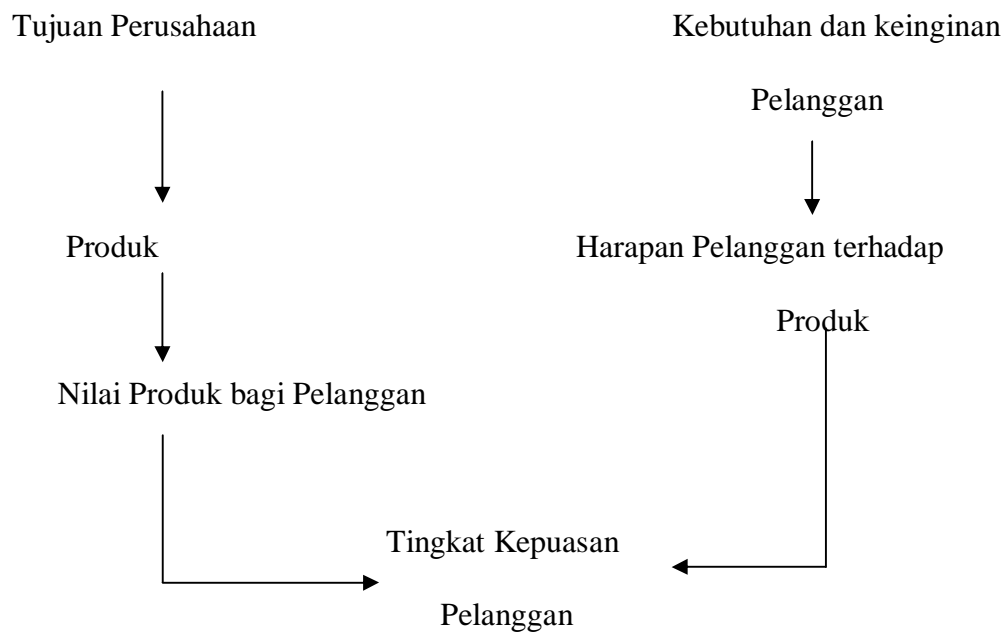 Tujuan Perusahaan
Kebutuhan dan keinginan
Pelanggan
Produk
Harapan Pelanggan terhadap
Produk
Nilai Produk bagi Pelanggan
Tingkat Kepuasan
Pelanggan